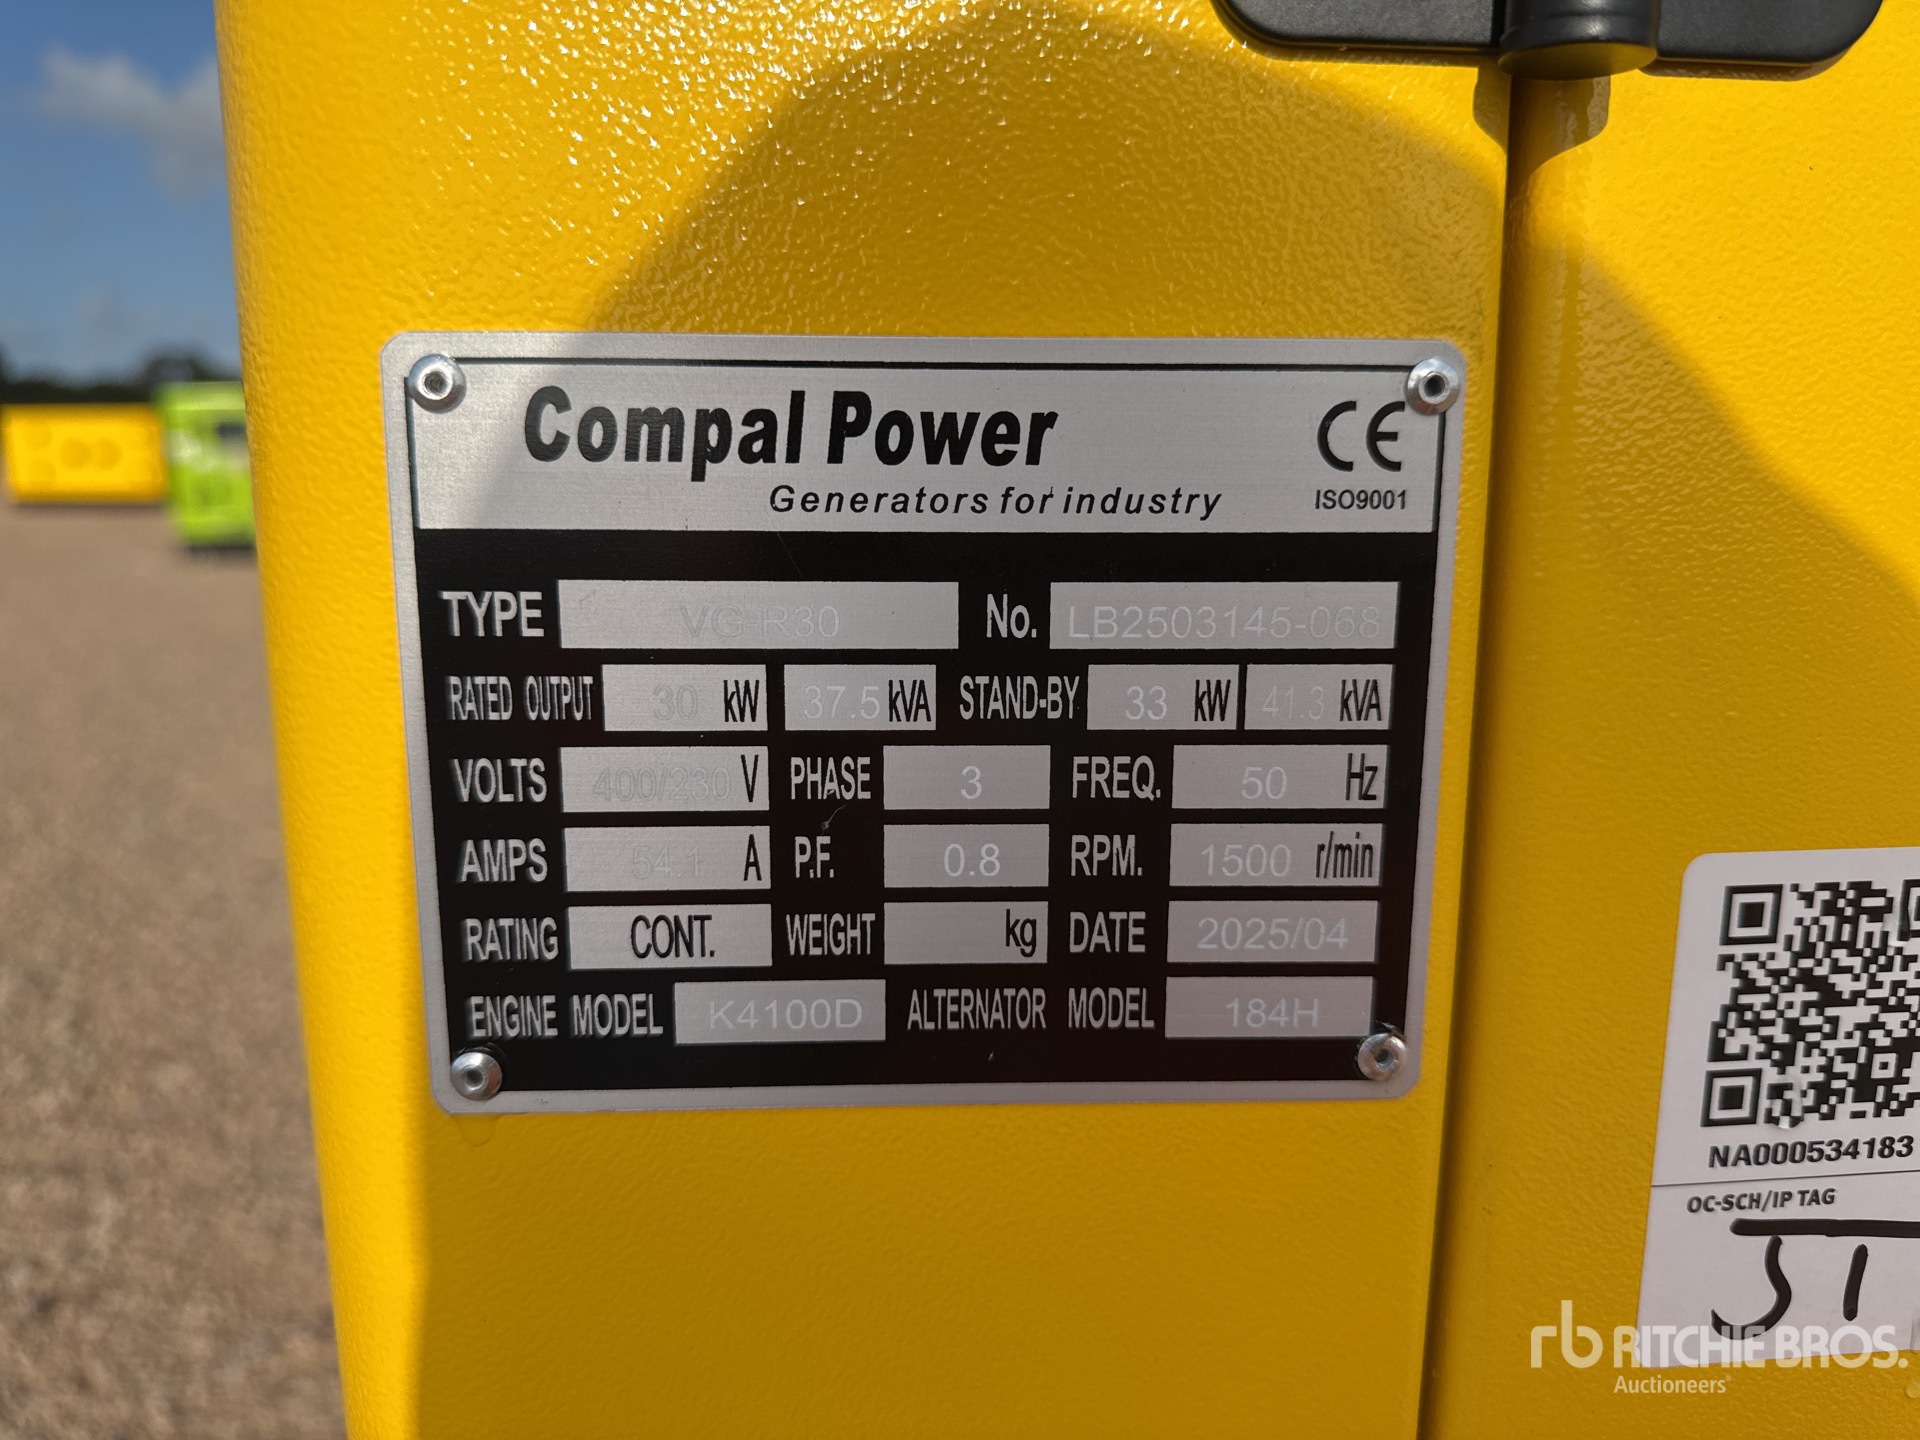 Compal Power
Generators for industry
CE
ISO9001
TYPE VG-R30 No. LB2503145-068
RATED OUTPUT 30 kW 37.5 kVA STAND-BY 33 kW 41.3 kVA
VOLTS 400/230 V PHASE 3 FREQ. 50 Hz
AMPS 54.1 A P.F. 0.8 RPM. 1500 r/min
RATING CONT. WEIGHT kg DATE 2025/04
ENGINE MODEL K4100D ALTERNATOR MODEL 184H
NA000534183
OC-SCH/IP TAG
rb RITCHIE BROS.
Auctioneers